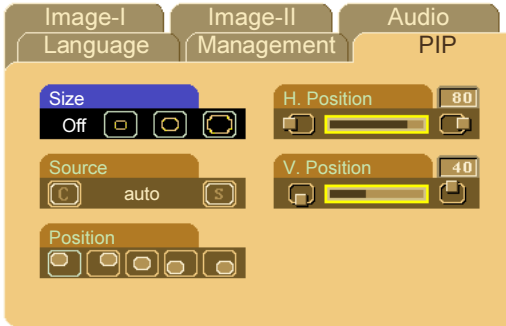 Image-I Image-II Audio
Language Management PIP
Size
Off
H. Position 80
Source
C auto S
V. Position 40
Position